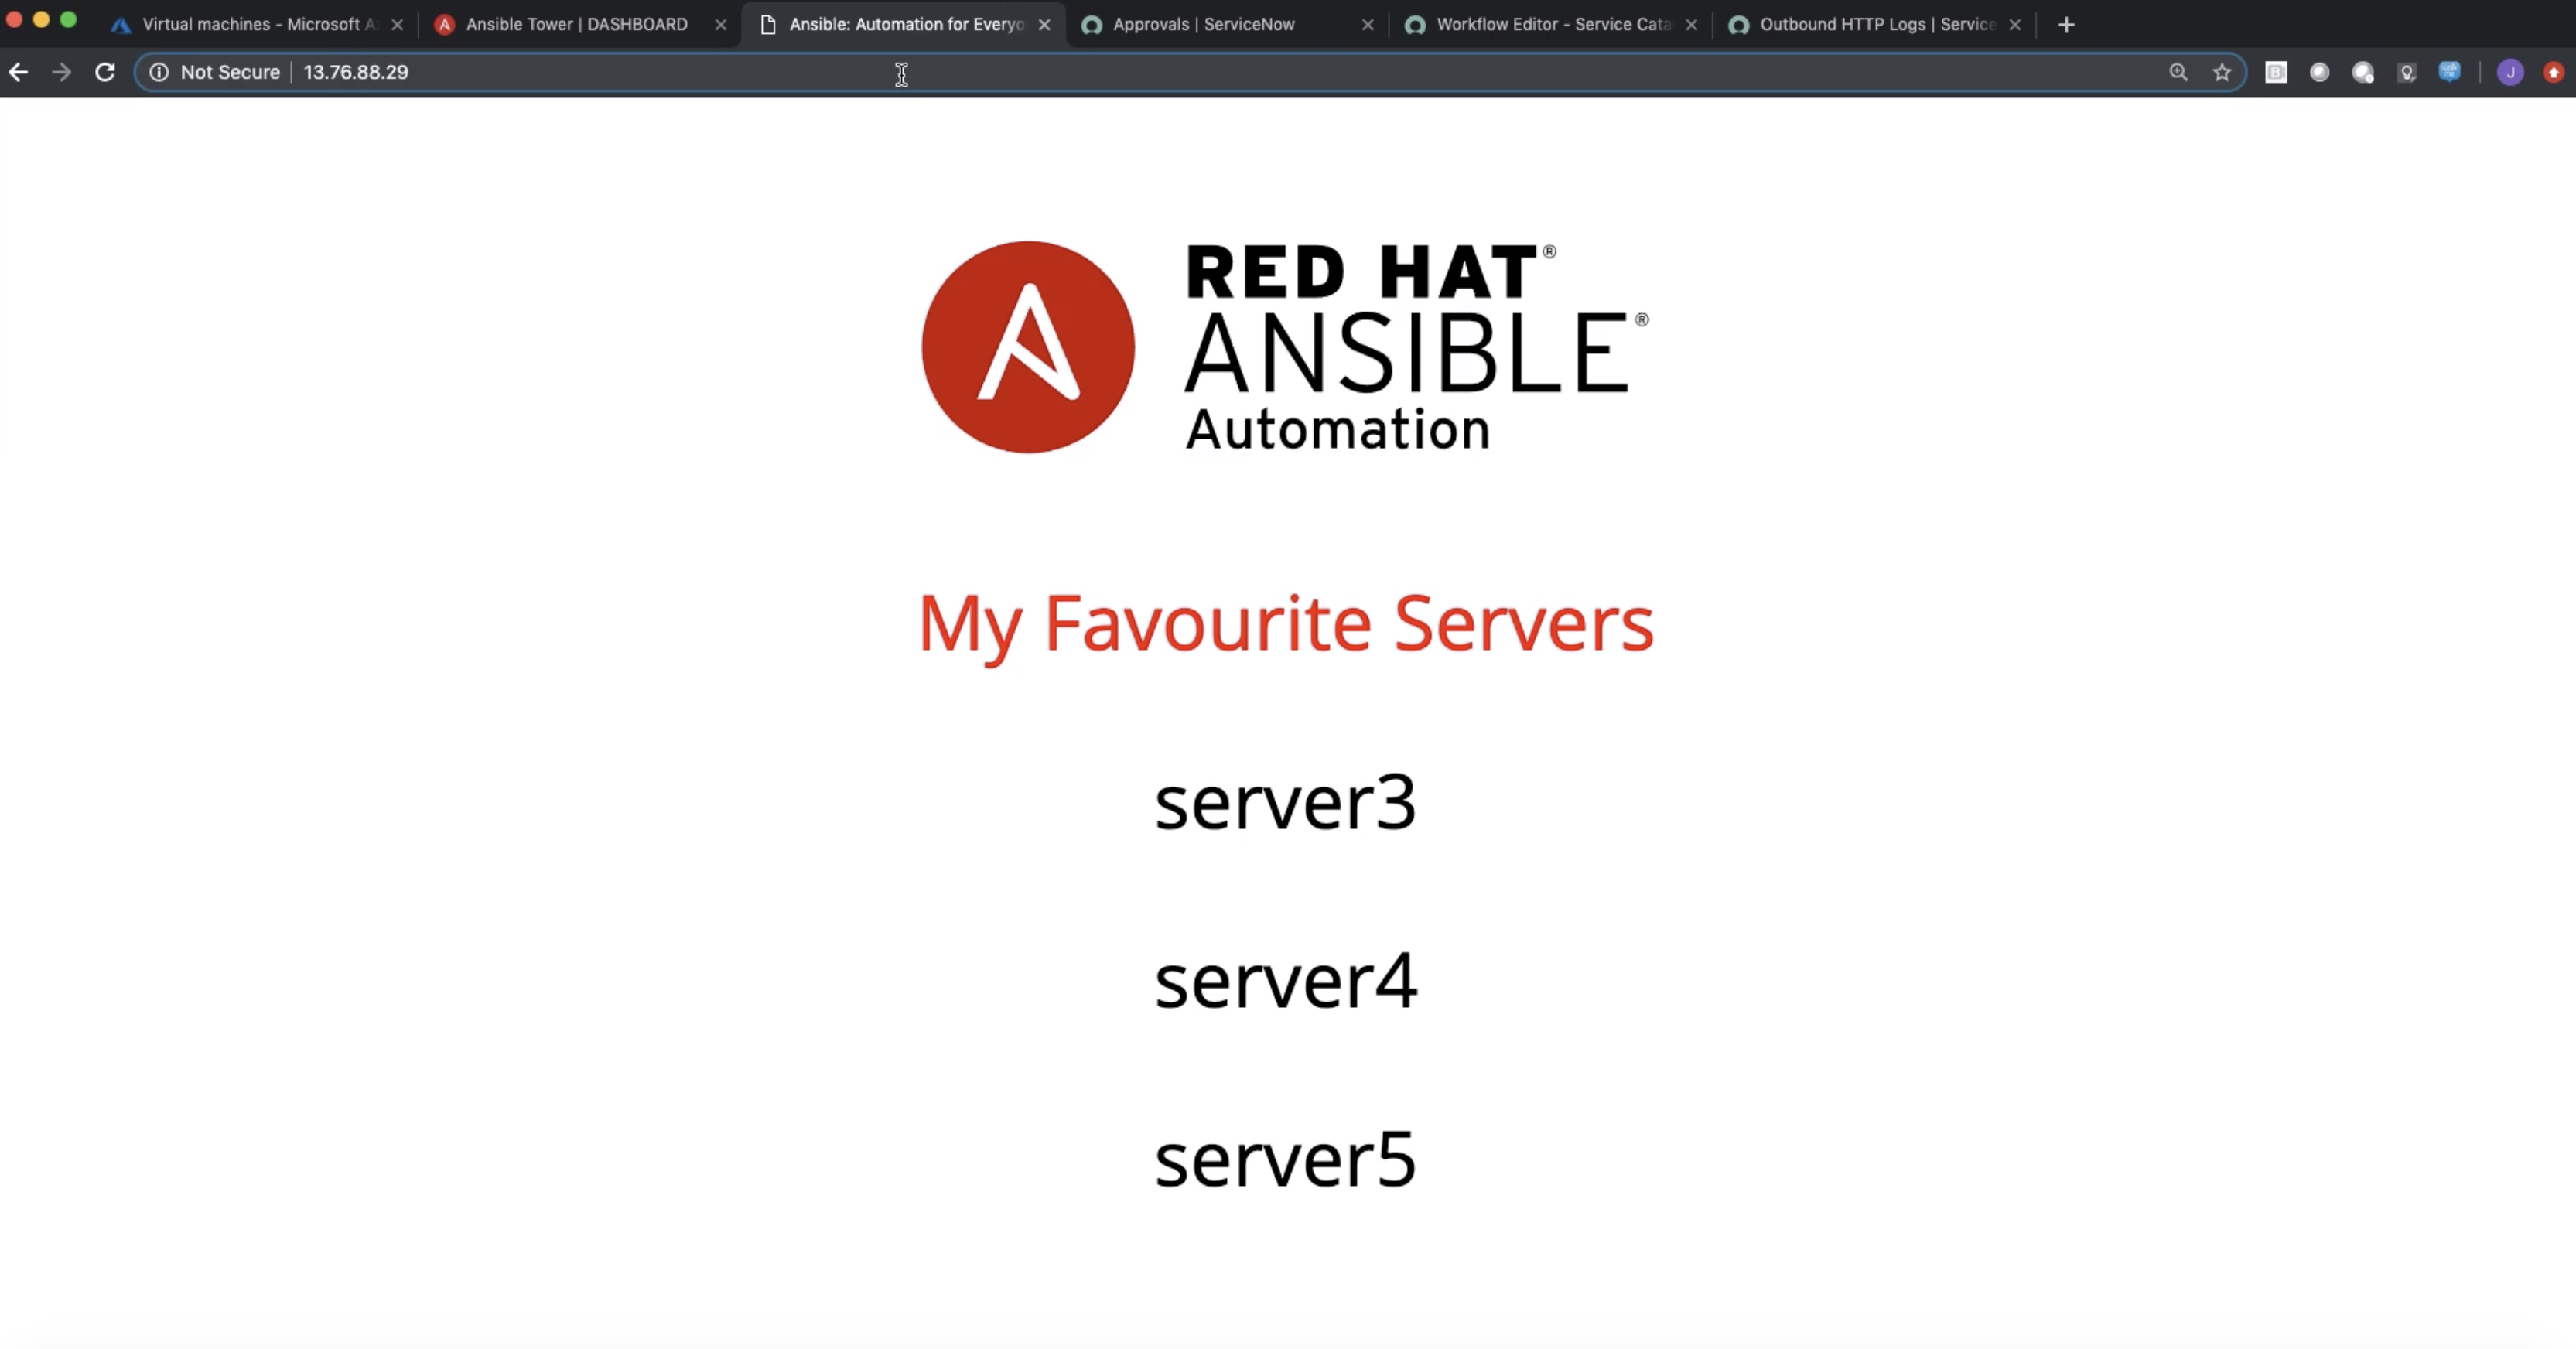 Virtual machines - Microsoft A
Ansible Tower | DASHBOARD
Ansible: Automation for Everyo
Approvals | ServiceNow
Workflow Editor - Service Cata
Outbound HTTP Logs | Service
Not Secure | 13.76.88.29
J
RED HAT®
ANSIBLE®
Automation
My Favourite Servers
server3
server4
server5